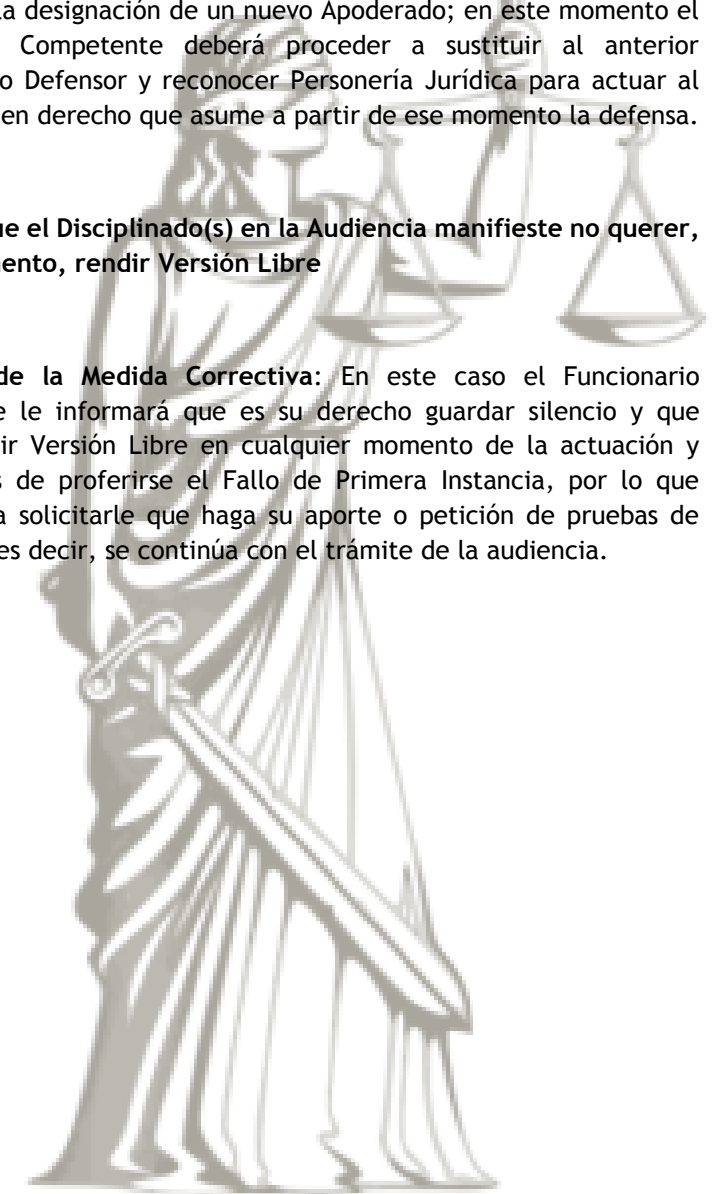 la designación de un nuevo Apoderado; en este momento el
Competente deberá proceder a sustituir al anterior
o Defensor y reconocer Personería Jurídica para actuar al
en derecho que asume a partir de ese momento la defensa.
ue el Disciplinado(s) en la Audiencia manifieste no querer,
ento, rendir Versión Libre
de la Medida Correctiva: En este caso el Funcionario
e le informará que es su derecho guardar silencio y que
ir Versión Libre en cualquier momento de la actuación y
s de proferirse el Fallo de Primera Instancia, por lo que
a solicitarle que haga su aporte o petición de pruebas de
es decir, se continúa con el trámite de la audiencia.